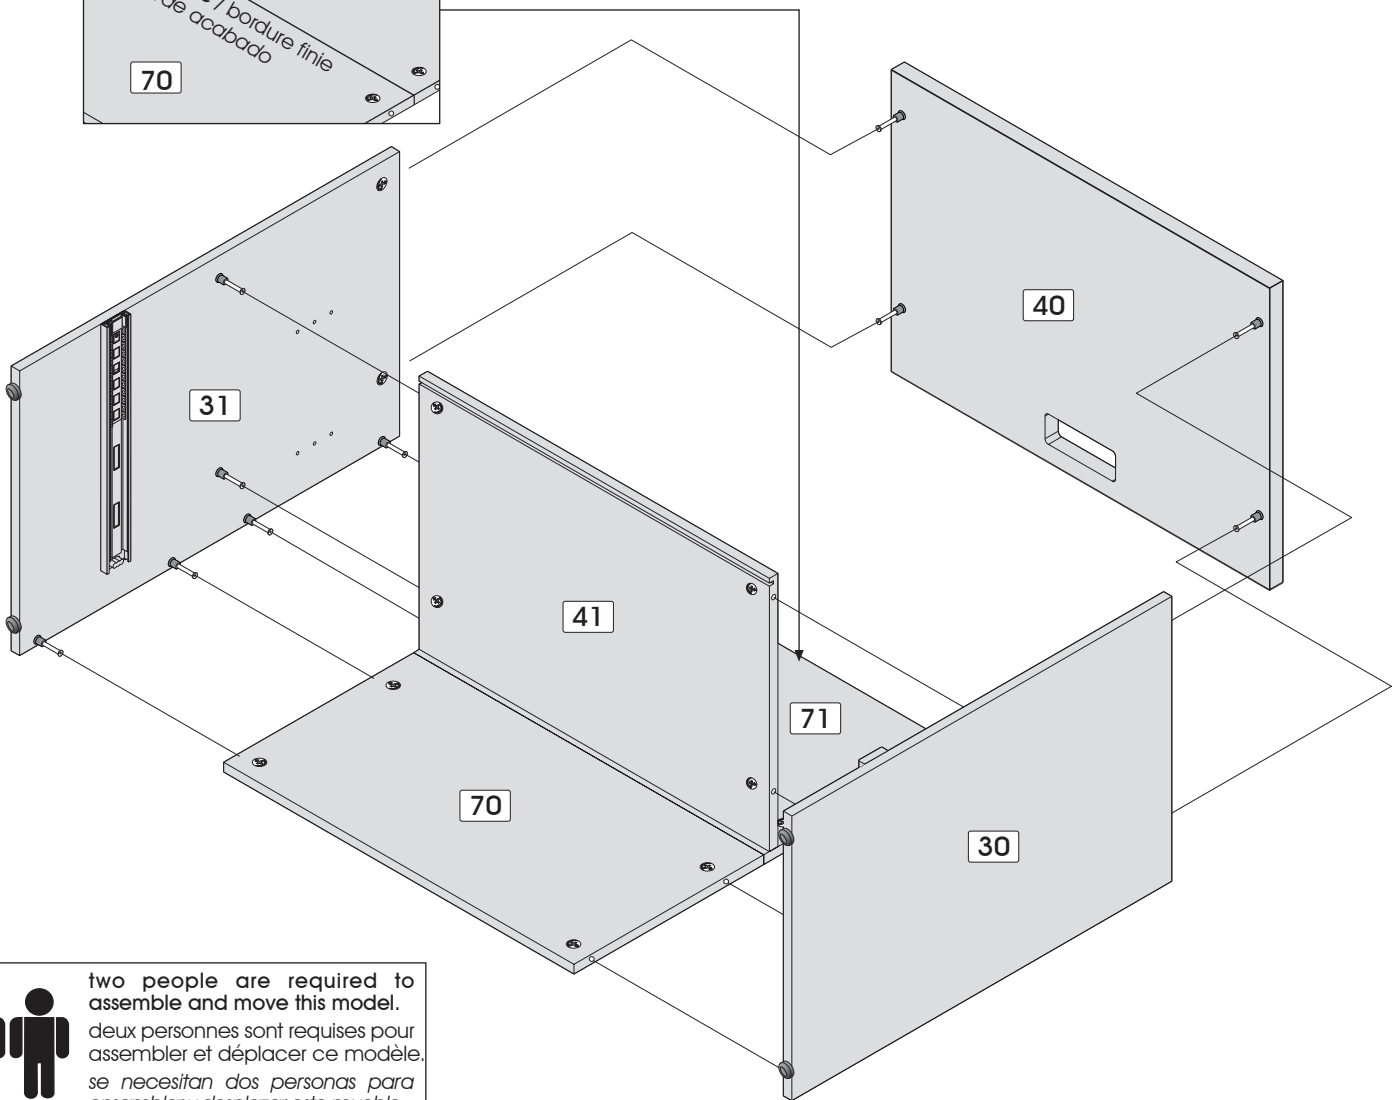 / bordure finie
de acabado
70
40
31
41
71
70
30
two people are required to
assemble and move this model.
deux personnes sont requises pour
assembler et déplacer ce modèle.
se necesitan dos personas para